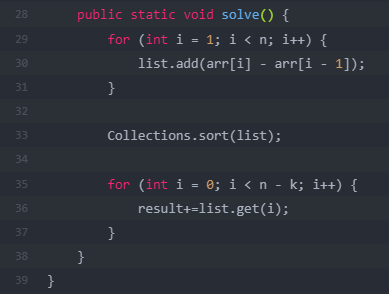 28 public static void solve() {
29 for (int i = 1; i < n; i++) {
30 list.add(arr[i] - arr[i - 1]);
31 }
32
33 Collections.sort(list);
34
35 for (int i = 0; i < n - k; i++) {
36 result+=list.get(i);
37 }
38 }
39 }